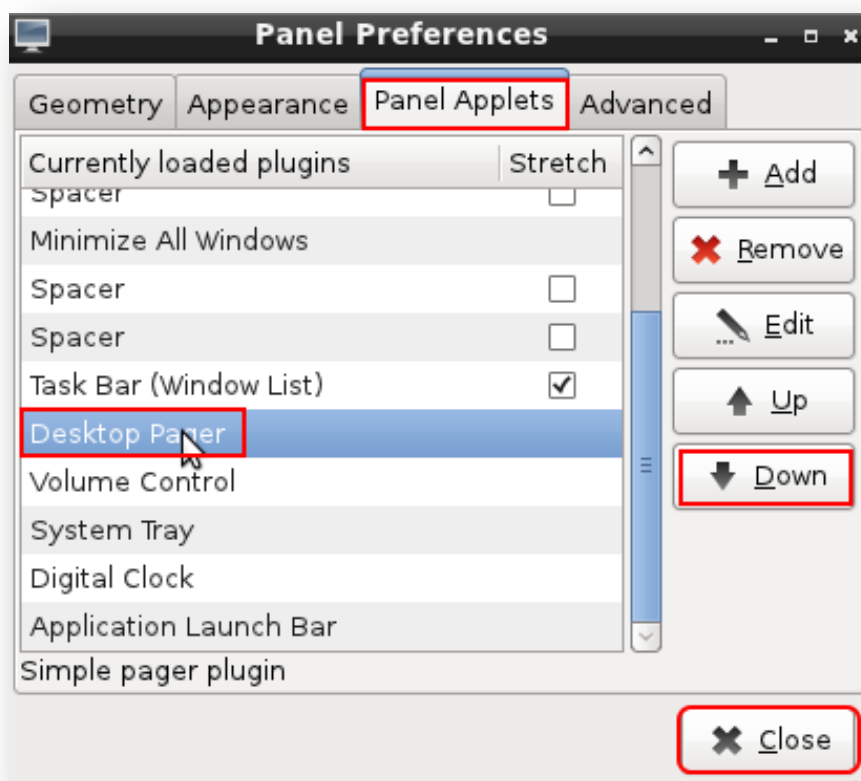 Panel Preferences
Geometry Appearance Panel Applets Advanced
Currently loaded plugins Stretch
Spacer
Minimize All Windows
Spacer
Spacer
Task Bar (Window List)
Desktop Pager
Volume Control
System Tray
Digital Clock
Application Launch Bar
Simple pager plugin
Add
Remove
Edit
Up
Down
Close